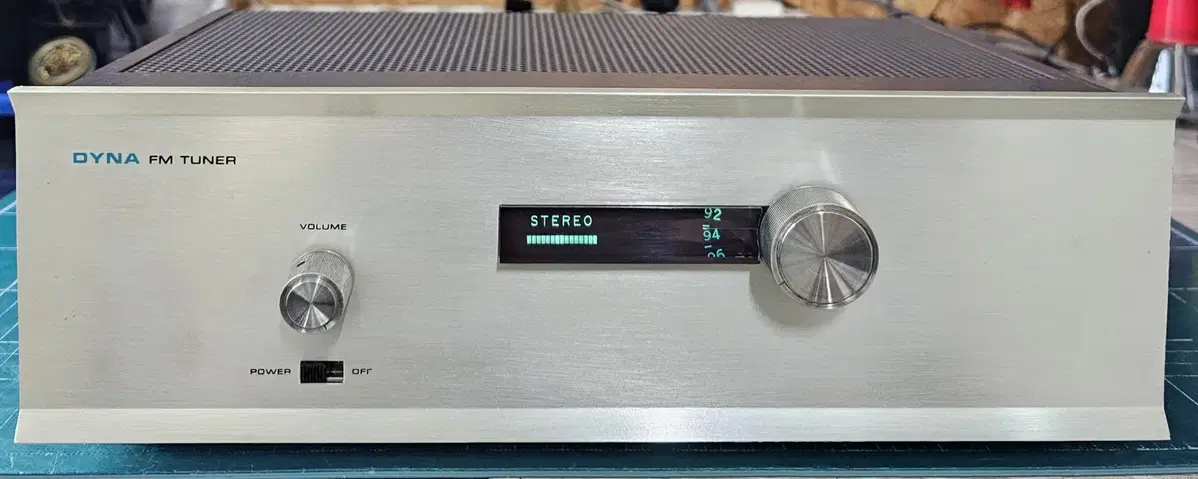 DYNA FM TUNER
VOLUME
POWER OFF
STEREO
92
94